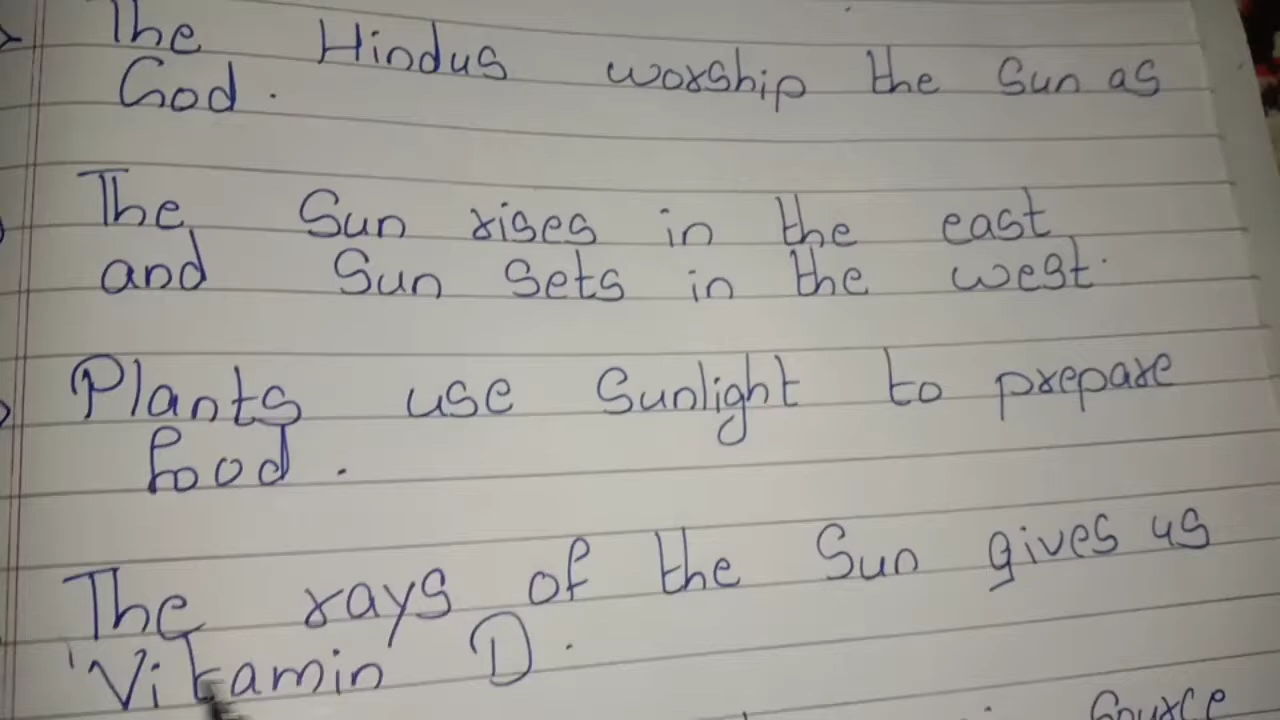 The Hindus worship the Sun as
God.
The Sun rises in the east
and Sun sets in the west.
Plants use Sunlight to prepare
food.
The rays of the Sun gives us
'Vitamin D.
Source